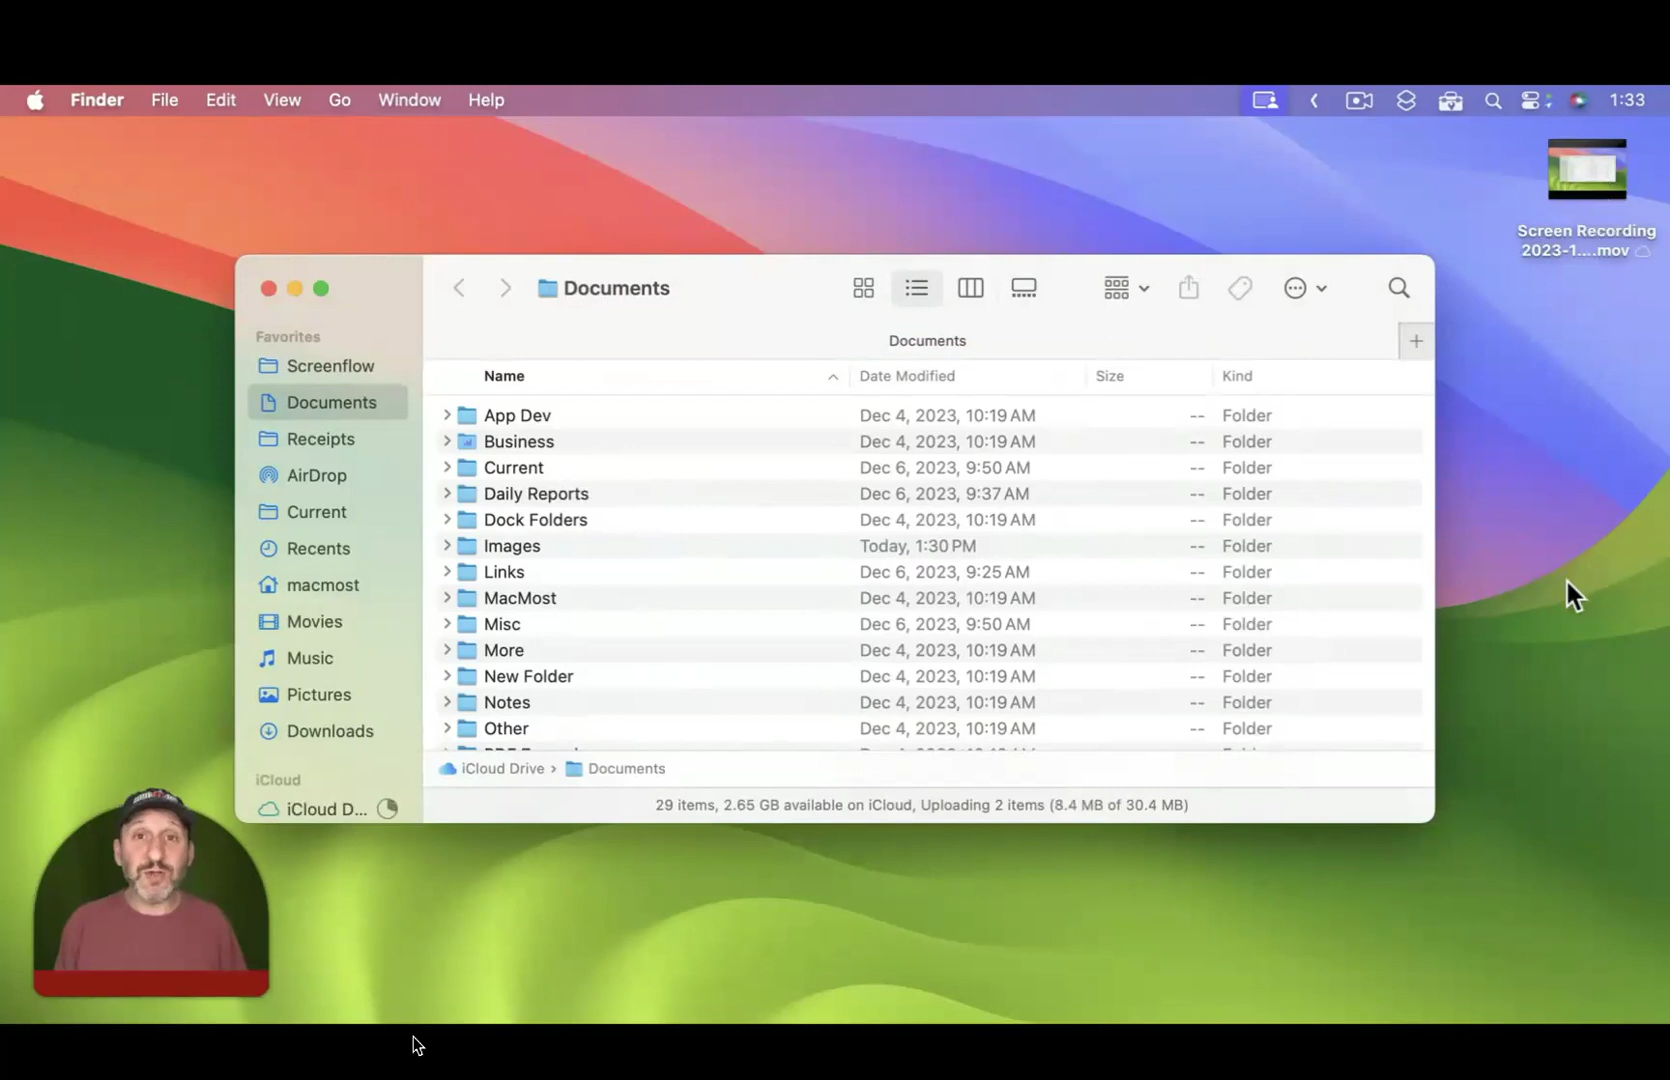 Finder File Edit View Go Window Help 1:33
Screen Recording
2023-1....mov
Documents
Favorites
Screenflow
Documents
Receipts
AirDrop
Current
Recents
macmost
Movies
Music
Pictures
Downloads
iCloud
iCloud D...
Documents
Name Date Modified Size Kind
App Dev Dec 4, 2023, 10:19 AM -- Folder
Business Dec 4, 2023, 10:19 AM -- Folder
Current Dec 6, 2023, 9:50 AM -- Folder
Daily Reports Dec 6, 2023, 9:37 AM -- Folder
Dock Folders Dec 4, 2023, 10:19 AM -- Folder
Images Today, 1:30 PM -- Folder
Links Dec 6, 2023, 9:25 AM -- Folder
MacMost Dec 4, 2023, 10:19 AM -- Folder
Misc Dec 6, 2023, 9:50 AM -- Folder
More Dec 4, 2023, 10:19 AM -- Folder
New Folder Dec 4, 2023, 10:19 AM -- Folder
Notes Dec 4, 2023, 10:19 AM -- Folder
Other Dec 4, 2023, 10:19 AM -- Folder
iCloud Drive › Documents
29 items, 2.65 GB available on iCloud, Uploading 2 items (8.4 MB of 30.4 MB)